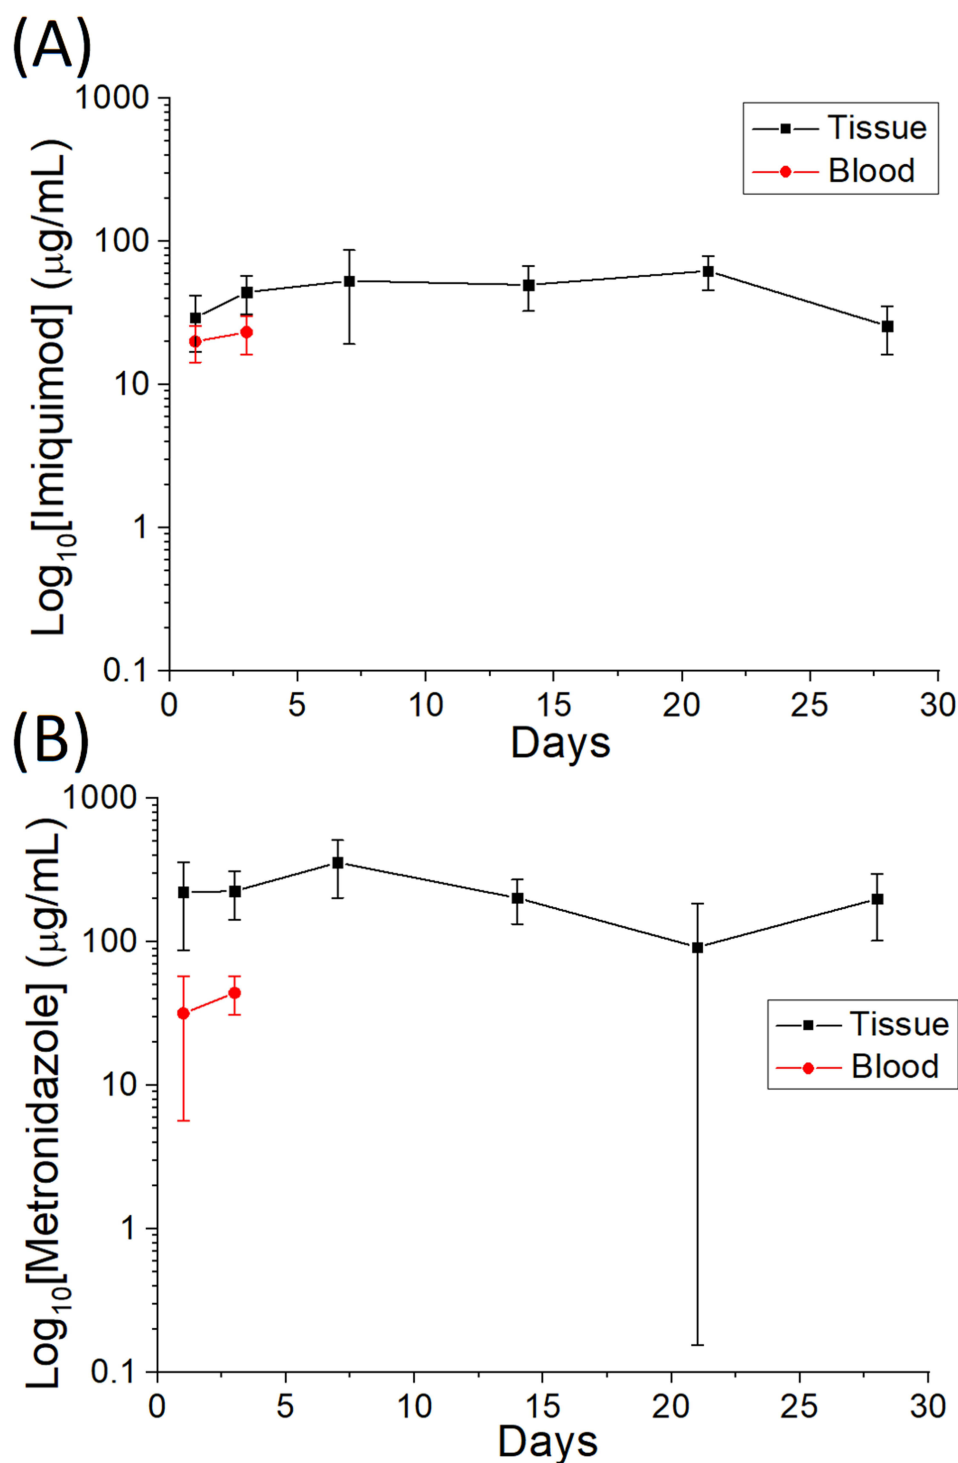 (A)
Log₁₀[Imiquimod] (μg/mL)
1000
100
10
1
0.1
Tissue
Blood
0 5 10 15 20 25 30
Days
(B)
Log₁₀[Metronidazole] (μg/mL)
1000
100
10
1
0.1
Tissue
Blood
0 5 10 15 20 25 30
Days